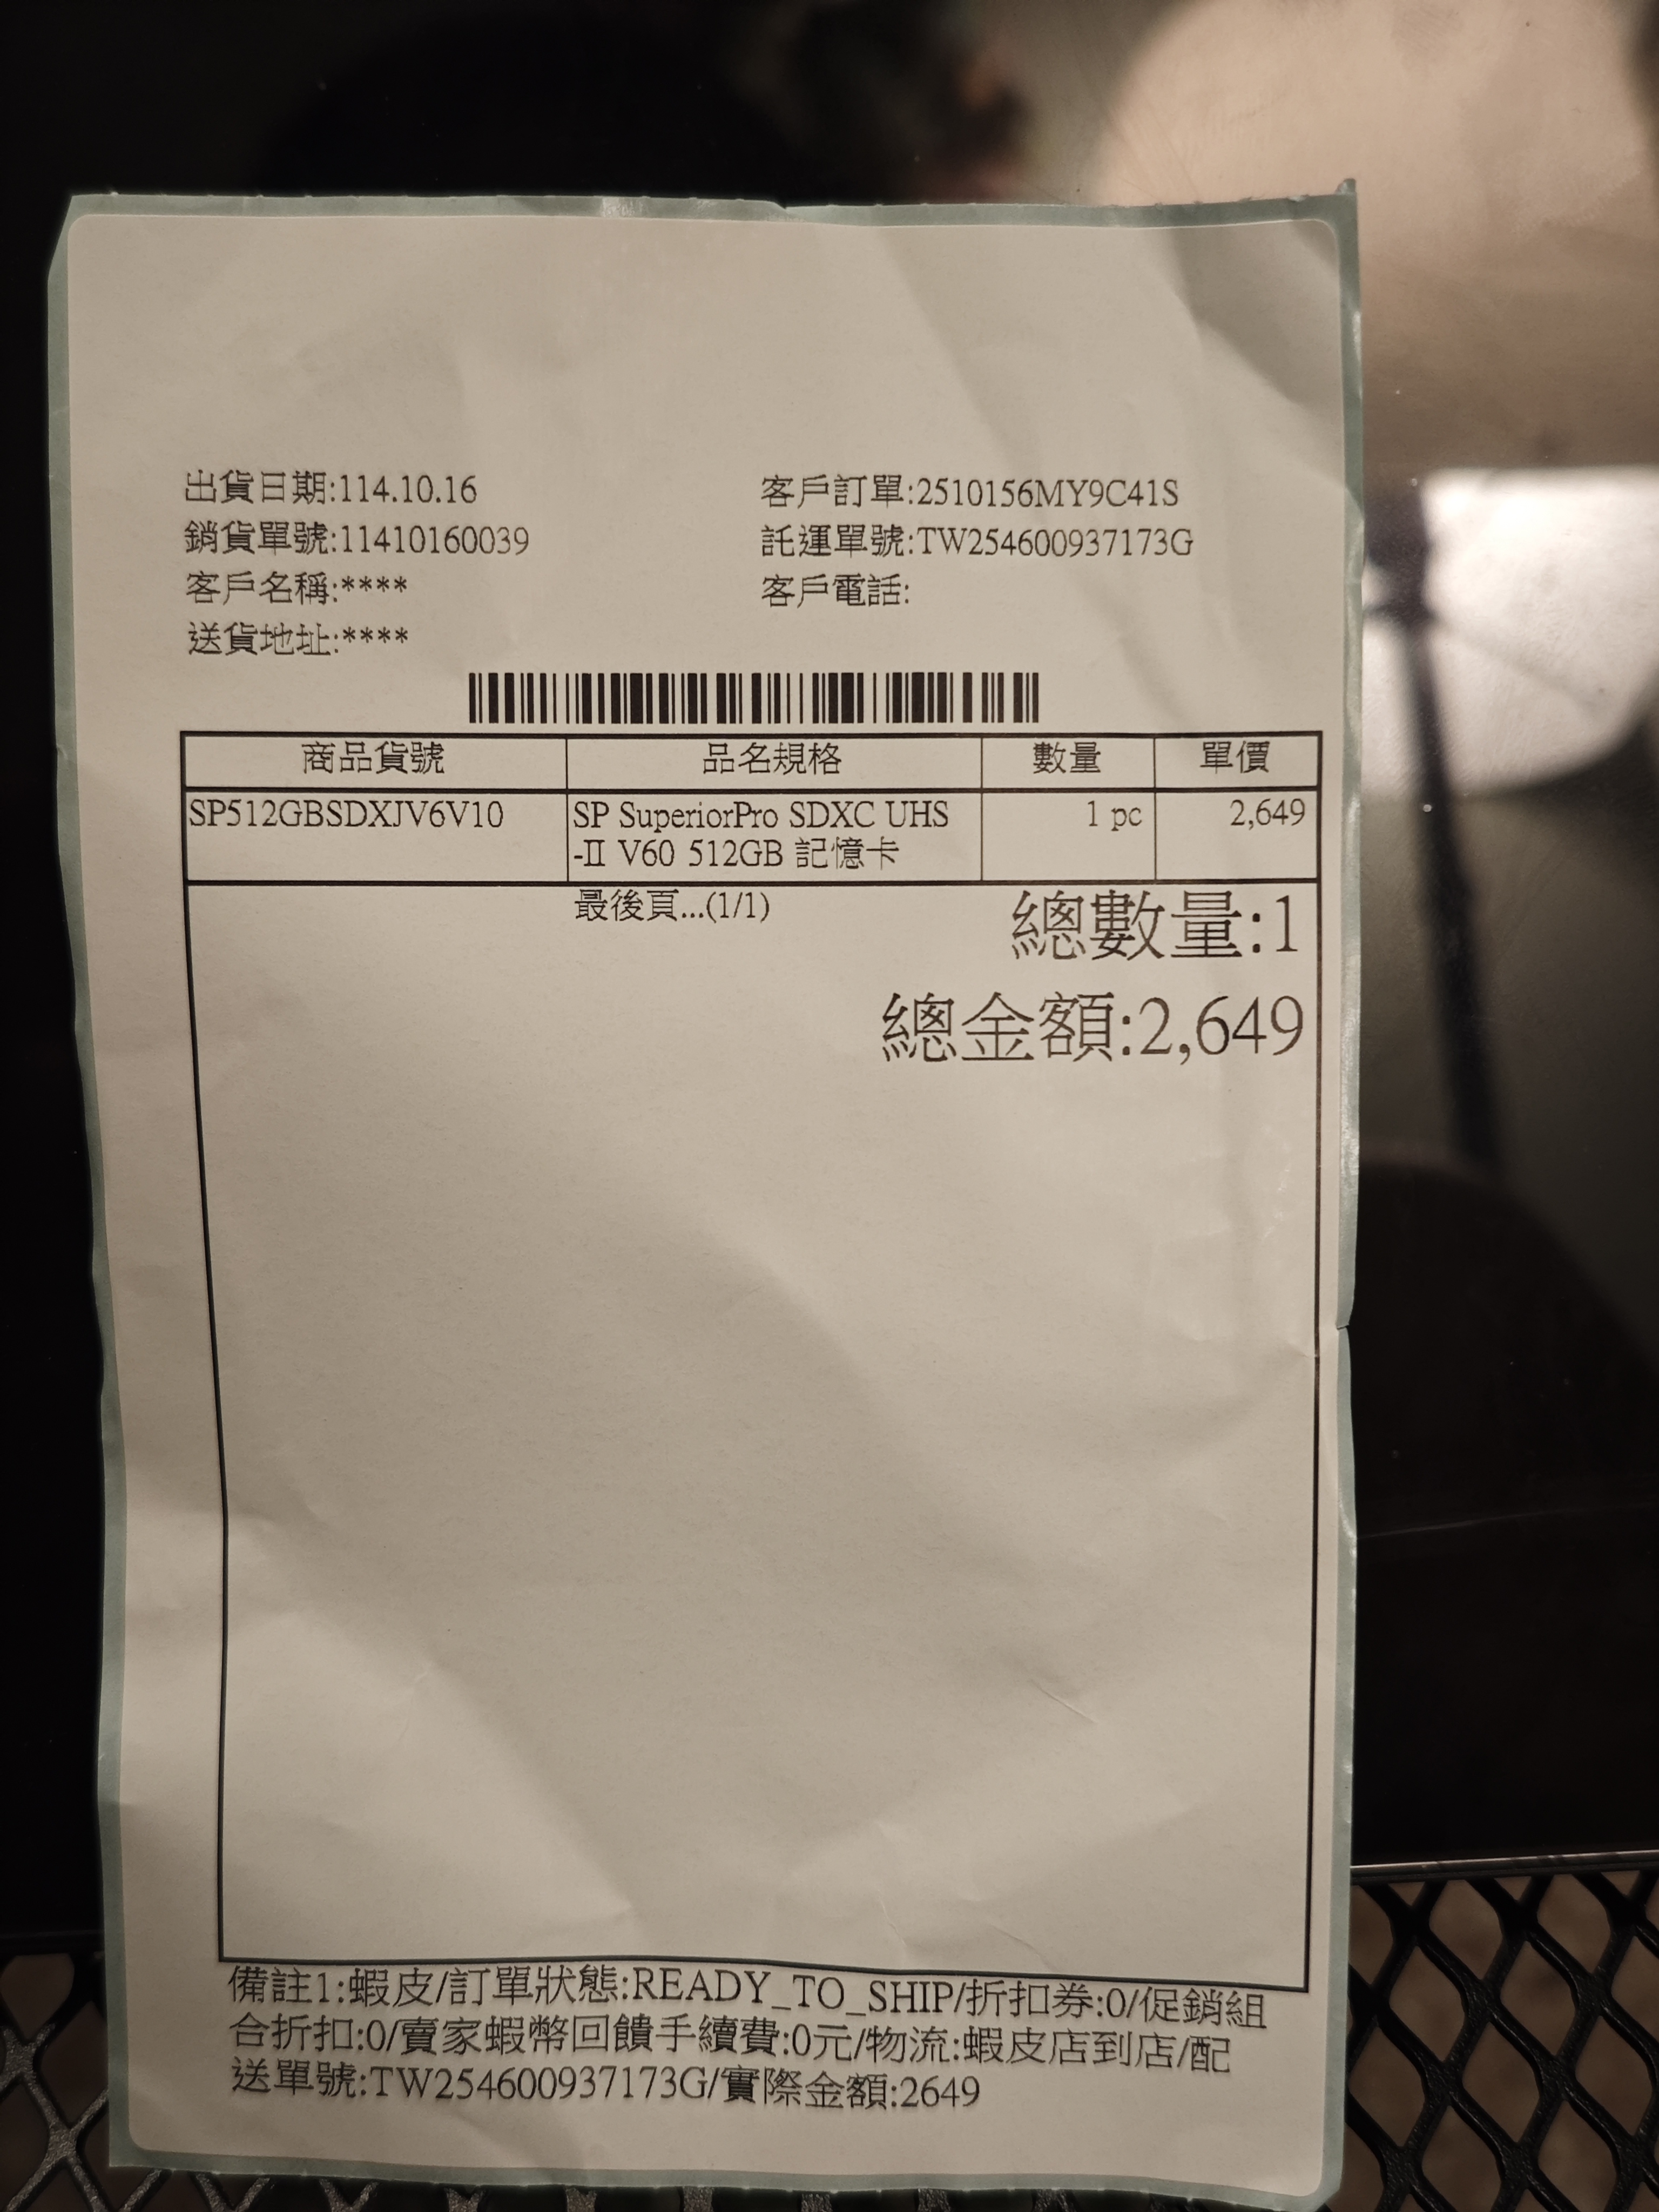 出貨日期:114.10.16
客戶訂單:2510156MY9C41S
銷貨單號:11410160039
託運單號:TW254600937173G
客戶名稱:****
客戶電話:
送貨地址:****
商品貨號 品名規格 數量 單價
SP512GBSDXJV6V10 SP SuperiorPro SDXC UHS 1 pc 2,649
-II V60 512GB 記憶卡
最後頁...(1/1)
總數量:1
總金額:2,649
備註1:蝦皮/訂單狀態:READY_TO_SHIP/折扣券:0/促銷組
合折扣:0/賣家蝦幣回饋手續費:0元/物流:蝦皮店到店/配
送單號:TW254600937173G/實際金額:2649